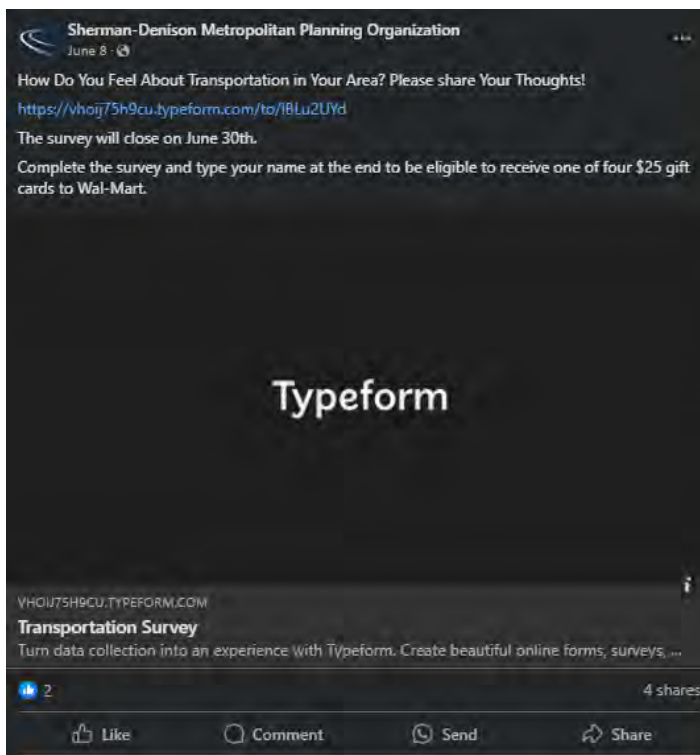 Sherman-Denison Metropolitan Planning Organization
June 8
How Do You Feel About Transportation in Your Area? Please share Your Thoughts!
https://vhoij75h9cu.typeform.com/to/
The survey will close on June 30th.
Complete the survey and type your name at the end to be eligible to receive one of four $25 gift
cards to Wal-Mart.
Typeform
VHOIJ75H9CU.TYPEFORM.COM
Transportation Survey
Turn data collection into an experience with Typeform. Create beautiful online forms, surveys, ...
2
4 shares
Like
Comment
Send
Share